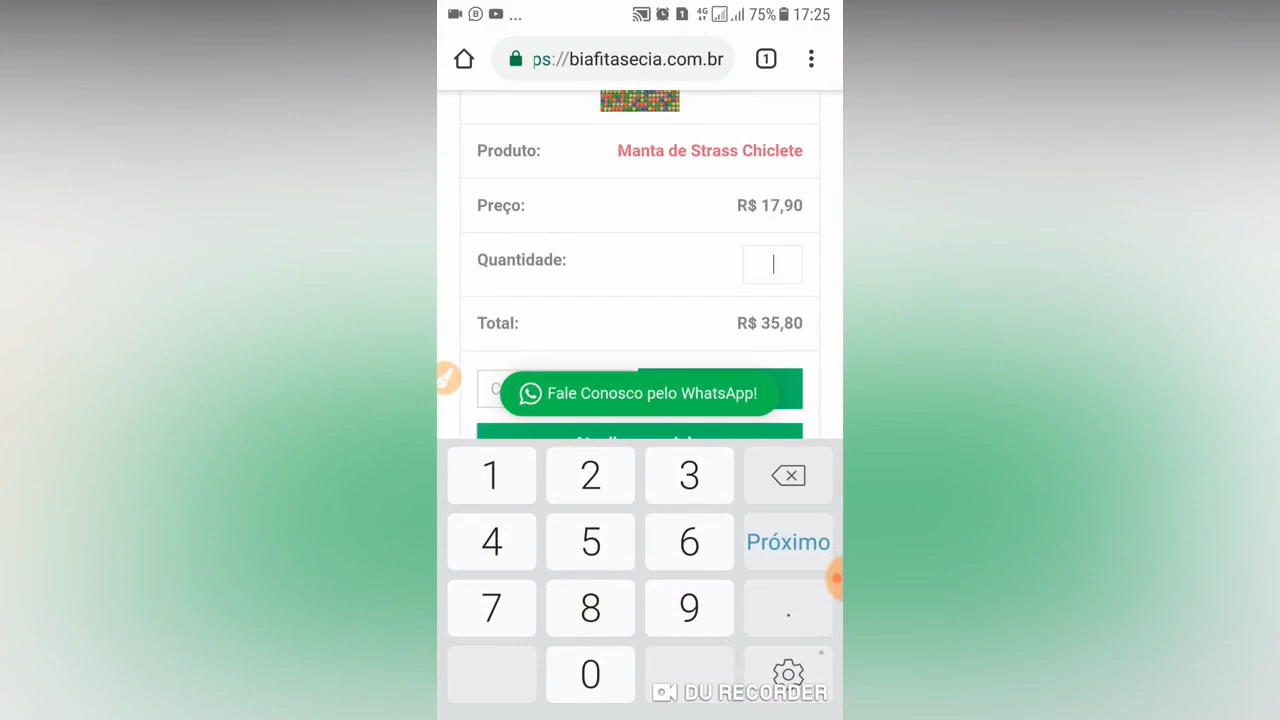 ... 4G 75% 17:25
ps://biafitasecia.com.br 1
Produto: Manta de Strass Chiclete
Preço: R$ 17,90
Quantidade:
Total: R$ 35,80
C
Fale Conosco pelo WhatsApp!
1 2 3
4 5 6 Próximo
7 8 9 .
0
DU RECORDER